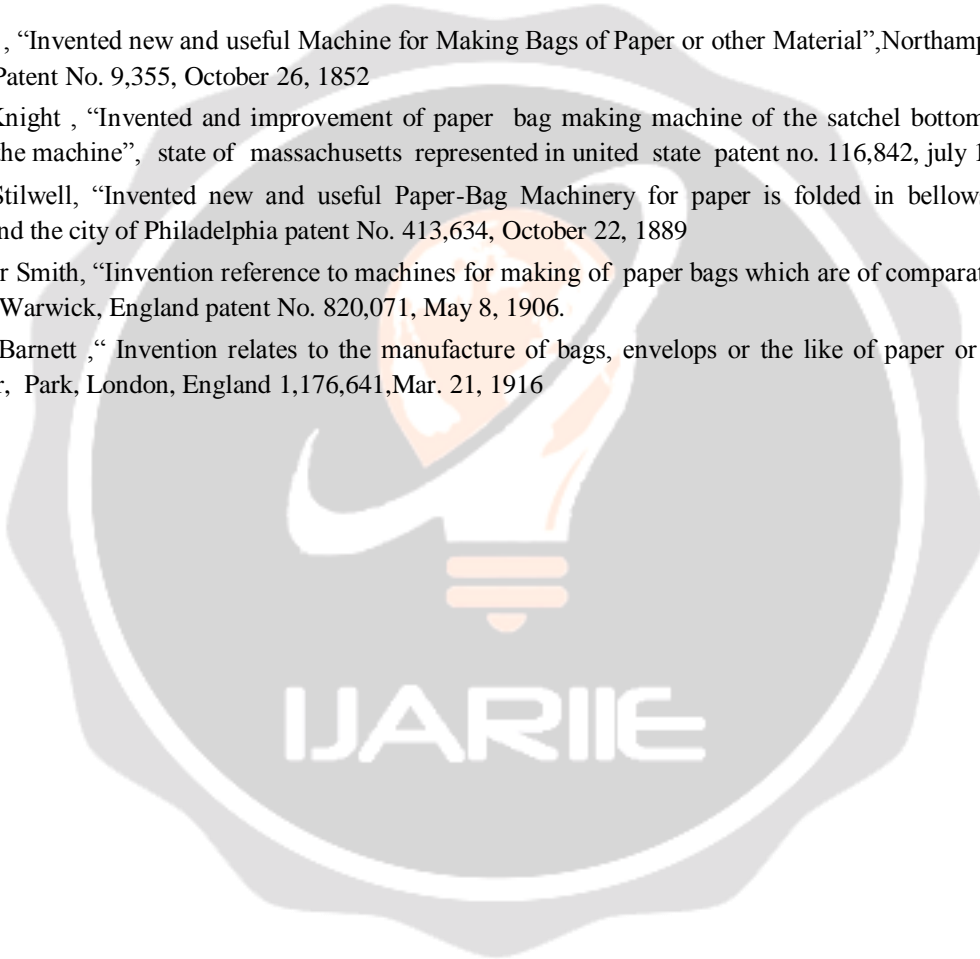 , “Invented new and useful Machine for Making Bags of Paper or other Material”,Northamp
Patent No. 9,355, October 26, 1852
Knight , “Invented and improvement of paper bag making machine of the satchel bottom
the machine”, state of massachusetts represented in united state patent no. 116,842, july 1
Stilwell, “Invented new and useful Paper-Bag Machinery for paper is folded in bellows
nd the city of Philadelphia patent No. 413,634, October 22, 1889
r Smith, “Iinvention reference to machines for making of paper bags which are of comparat
Warwick, England patent No. 820,071, May 8, 1906.
Barnett ,“ Invention relates to the manufacture of bags, envelops or the like of paper or
r, Park, London, England 1,176,641,Mar. 21, 1916
IJARIIE